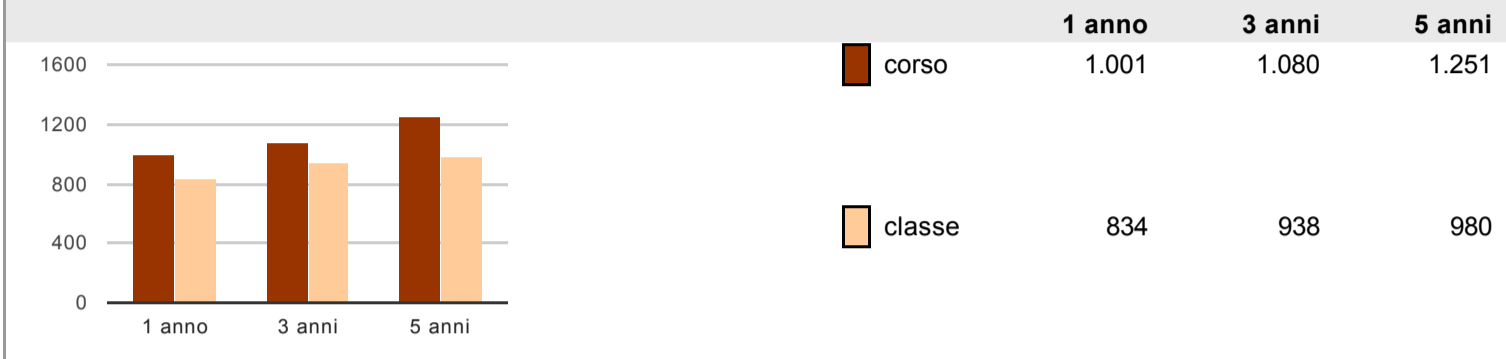 1 anno 3 anni 5 anni
1600
1200
800
400
0
1 anno 3 anni 5 anni
corso 1.001 1.080 1.251
classe 834 938 980